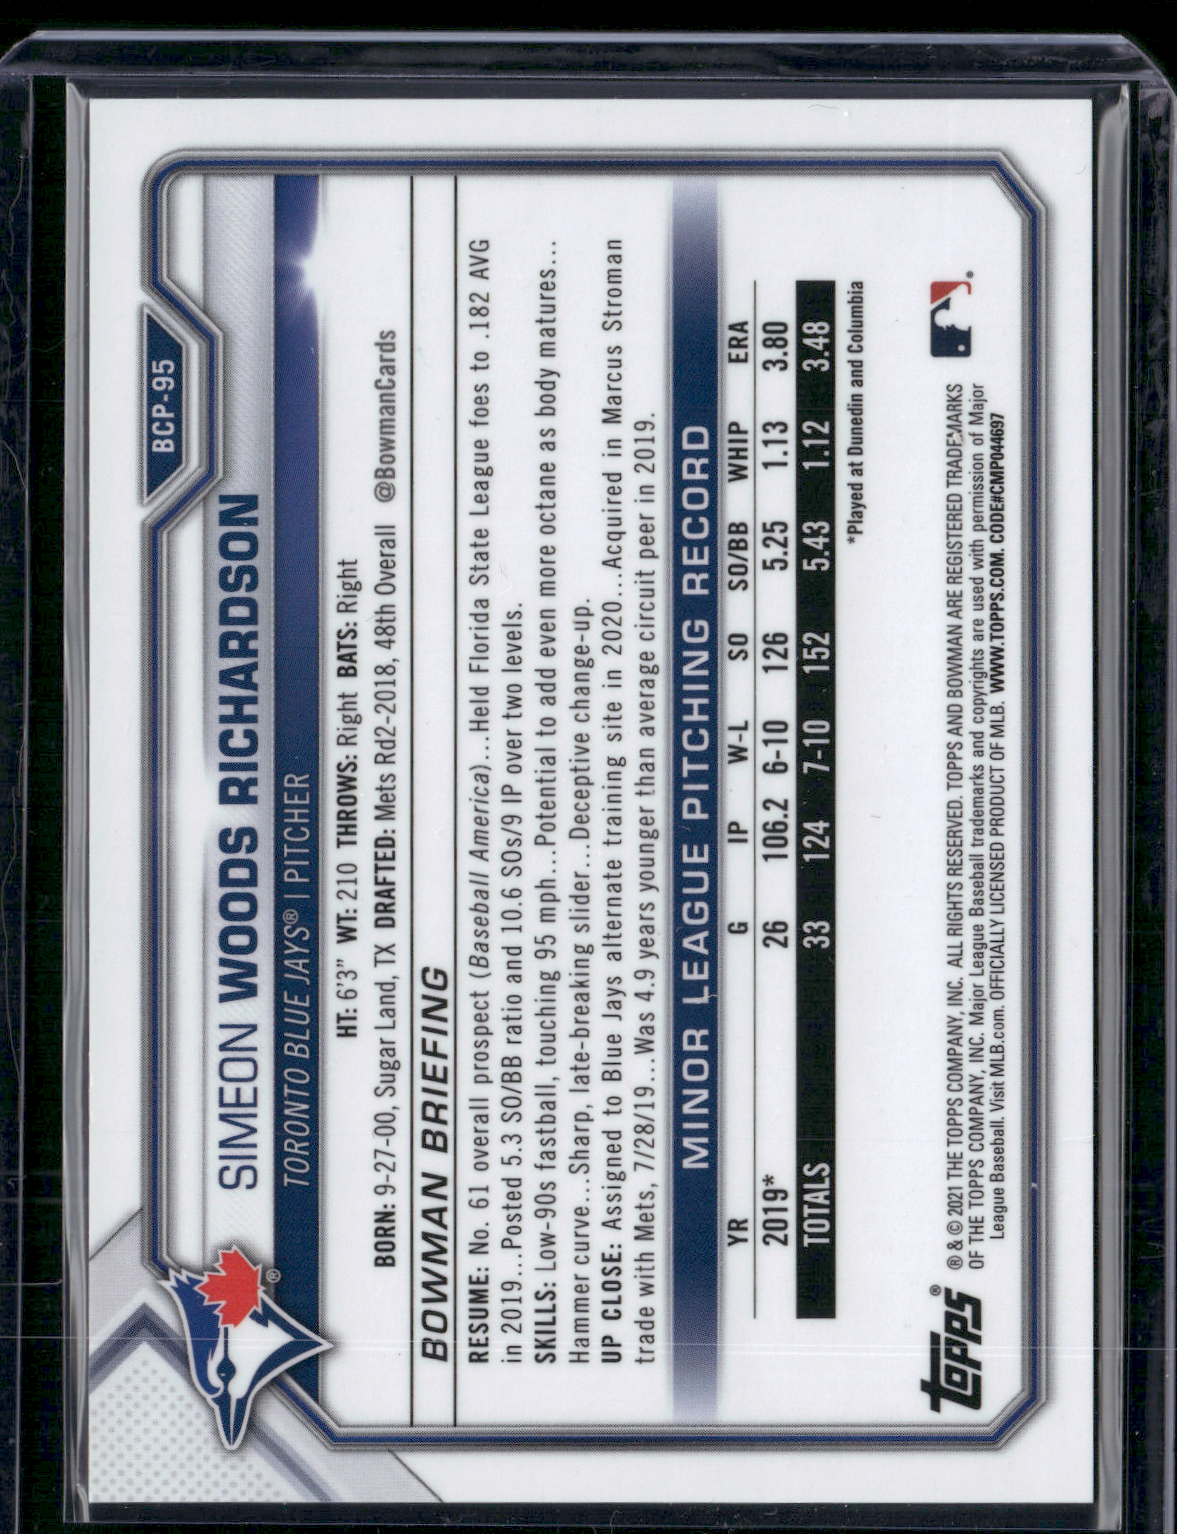 BCP-95
SIMEON WOODS RICHARDSON
TORONTO BLUE JAYS® | PITCHER
HT: 6'3" WT: 210 THROWS: Right BATS: Right
BORN: 9-27-00, Sugar Land, TX DRAFTED: Mets Rd2-2018, 48th Overall @BowmanCards
BOWMAN BRIEFING
RESUME: No. 61 overall prospect (Baseball America)...Held Florida State League foes to .182 AVG
in 2019...Posted 5.3 SO/BB ratio and 10.6 SOs/9 IP over two levels.
SKILLS: Low-90s fastball, touching 95 mph...Potential to add even more octane as body matures...
Hammer curve...Sharp, late-breaking slider...Deceptive change-up.
UP CLOSE: Assigned to Blue Jays alternate training site in 2020...Acquired in Marcus Stroman
trade with Mets, 7/28/19...Was 4.9 years younger than average circuit peer in 2019.
MINOR LEAGUE PITCHING RECORD
YR G IP W-L SO SO/BB WHIP ERA
2019* 26 106.2 6-10 126 5.25 1.13 3.80
TOTALS 33 124 7-10 152 5.43 1.12 3.48
*Played at Dunedin and Columbia
topps®
® & © 2021 THE TOPPS COMPANY, INC. ALL RIGHTS RESERVED. TOPPS AND BOWMAN ARE REGISTERED TRADEMARKS
OF THE TOPPS COMPANY, INC. Major League Baseball trademarks and copyrights are used with permission of Major
League Baseball. Visit MLB.com. OFFICIALLY LICENSED PRODUCT OF MLB. WWW.TOPPS.COM. CODE#CMP044697